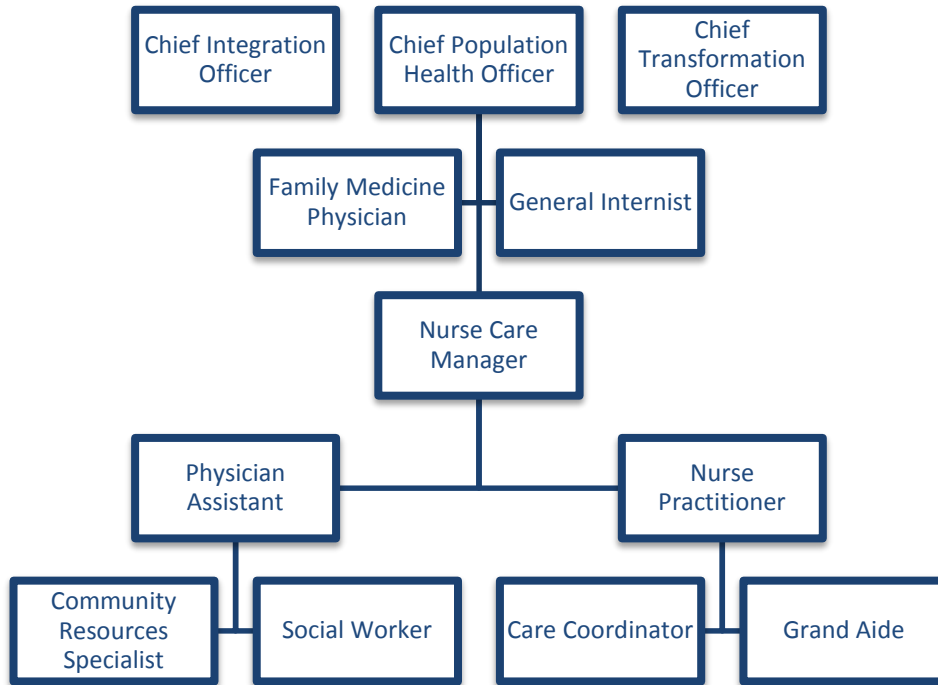 Chief Integration
Officer
Chief Population
Health Officer
Chief
Transformation
Officer
Family Medicine
Physician
General Internist
Nurse Care
Manager
Physician
Assistant
Nurse
Practitioner
Community
Resources
Specialist
Social Worker
Care Coordinator
Grand Aide